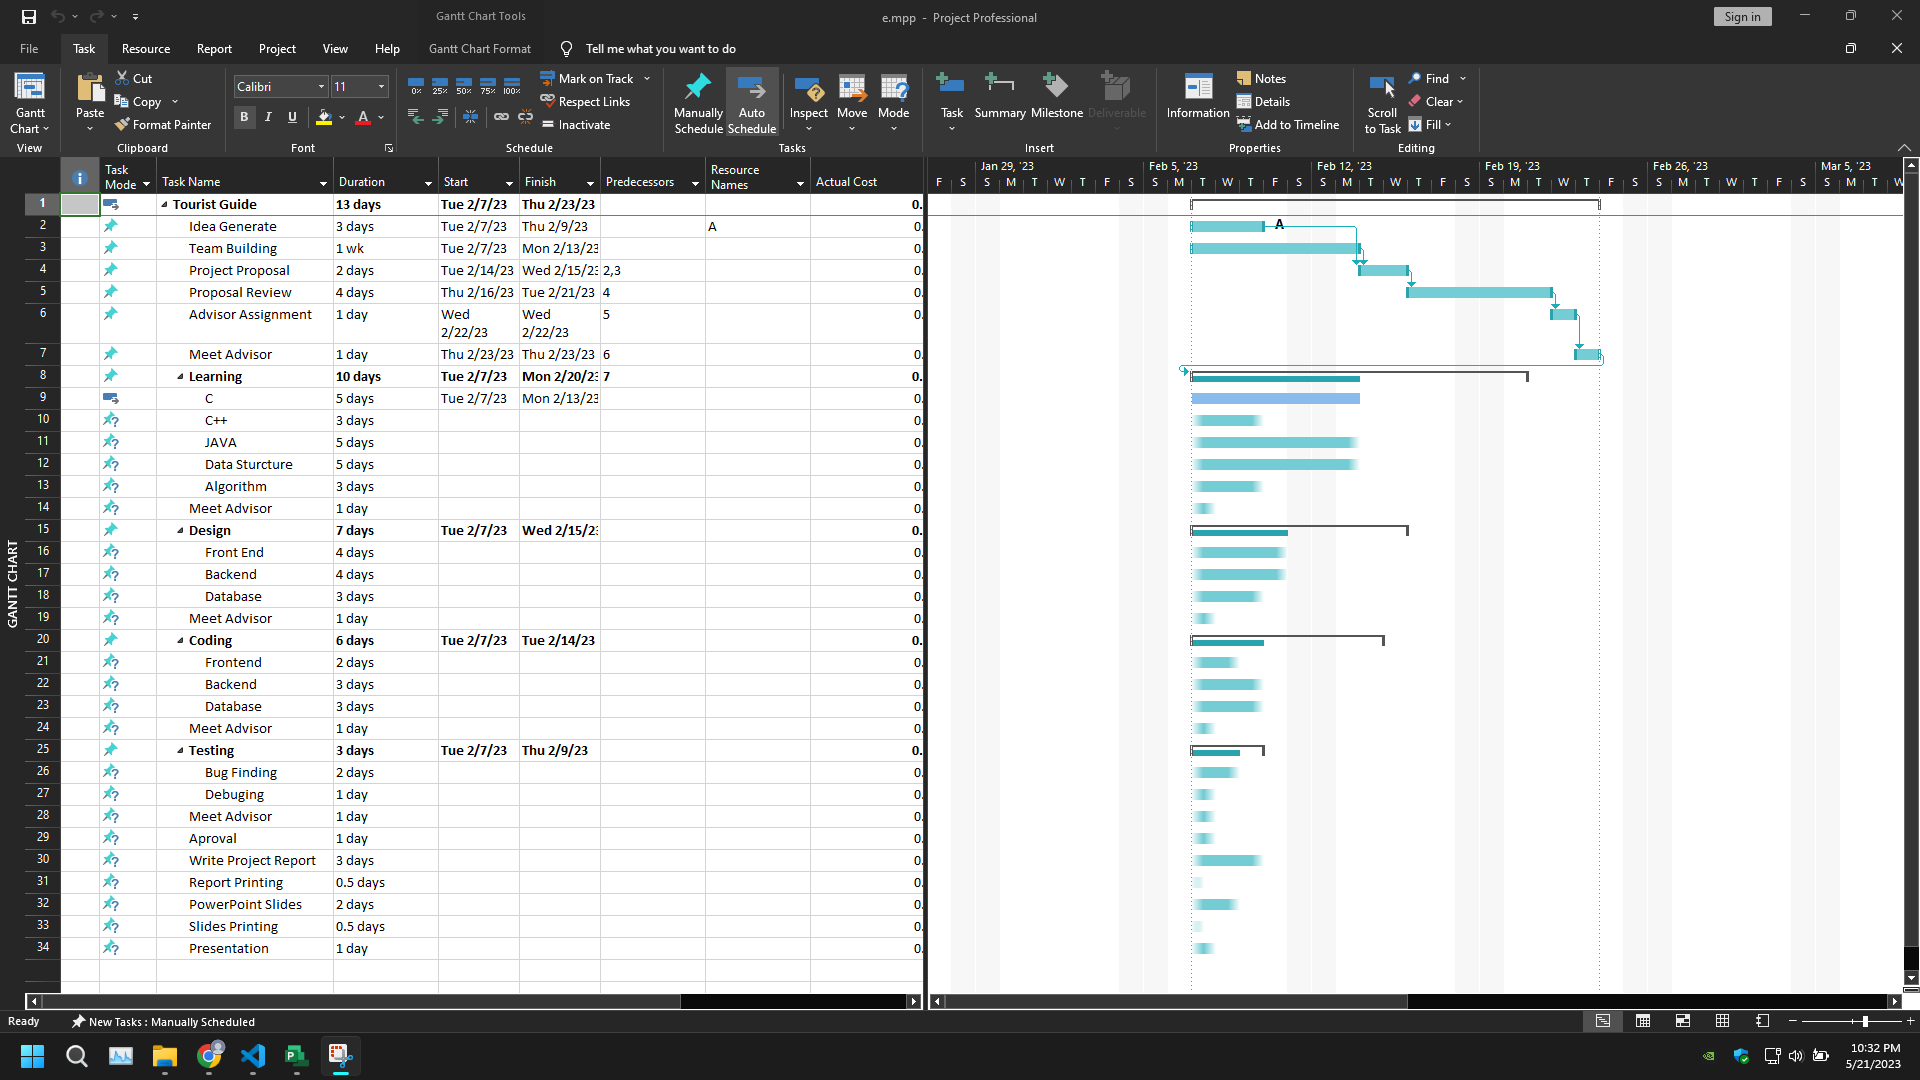 Gantt Chart Tools
e.mpp - Project Professional
Sign in
File Task Resource Report Project View Help Gantt Chart Format Tell me what you want to do
Gantt Chart
View
Paste
Cut
Copy
Format Painter
Clipboard
Calibri 11
B I U A
Font
0% 25% 50% 75% 100%
Mark on Track
Respect Links
Inactivate
Schedule
Manually Schedule
Auto Schedule
Inspect
Move
Mode
Tasks
Task
Summary
Milestone
Deliverable
Insert
Information
Notes
Details
Add to Timeline
Properties
Scroll to Task
Find
Clear
Fill
Editing
Task Mode Task Name Duration Start Finish Predecessors Resource Names Actual Cost
1 Tourist Guide 13 days Tue 2/7/23 Thu 2/23/23 0.
2 Idea Generate 3 days Tue 2/7/23 Thu 2/9/23 A 0.
3 Team Building 1 wk Tue 2/7/23 Mon 2/13/23 0.
4 Project Proposal 2 days Tue 2/14/23 Wed 2/15/23 2,3 0.
5 Proposal Review 4 days Thu 2/16/23 Tue 2/21/23 4 0.
6 Advisor Assignment 1 day Wed 2/22/23 Wed 2/22/23 5 0.
7 Meet Advisor 1 day Thu 2/23/23 Thu 2/23/23 6 0.
8 Learning 10 days Tue 2/7/23 Mon 2/20/23 7 0.
9 C 5 days Tue 2/7/23 Mon 2/13/23 0.
10 C++ 3 days 0.
11 JAVA 5 days 0.
12 Data Sturcture 5 days 0.
13 Algorithm 3 days 0.
14 Meet Advisor 1 day 0.
15 Design 7 days Tue 2/7/23 Wed 2/15/23 0.
16 Front End 4 days 0.
17 Backend 4 days 0.
18 Database 3 days 0.
19 Meet Advisor 1 day 0.
20 Coding 6 days Tue 2/7/23 Tue 2/14/23 0.
21 Frontend 2 days 0.
22 Backend 3 days 0.
23 Database 3 days 0.
24 Meet Advisor 1 day 0.
25 Testing 3 days Tue 2/7/23 Thu 2/9/23 0.
26 Bug Finding 2 days 0.
27 Debuging 1 day 0.
28 Meet Advisor 1 day 0.
29 Aproval 1 day 0.
30 Write Project Report 3 days 0.
31 Report Printing 0.5 days 0.
32 PowerPoint Slides 2 days 0.
33 Slides Printing 0.5 days 0.
34 Presentation 1 day 0.
GANTT CHART
Jan 29, '23 Feb 5, '23 Feb 12, '23 Feb 19, '23 Feb 26, '23 Mar 5, '23
F S S M T W T F S S M T W T F S S M T W T F S S M T W T F S S M T W T F S S M T W
A
Ready New Tasks : Manually Scheduled
10:32 PM
5/21/2023